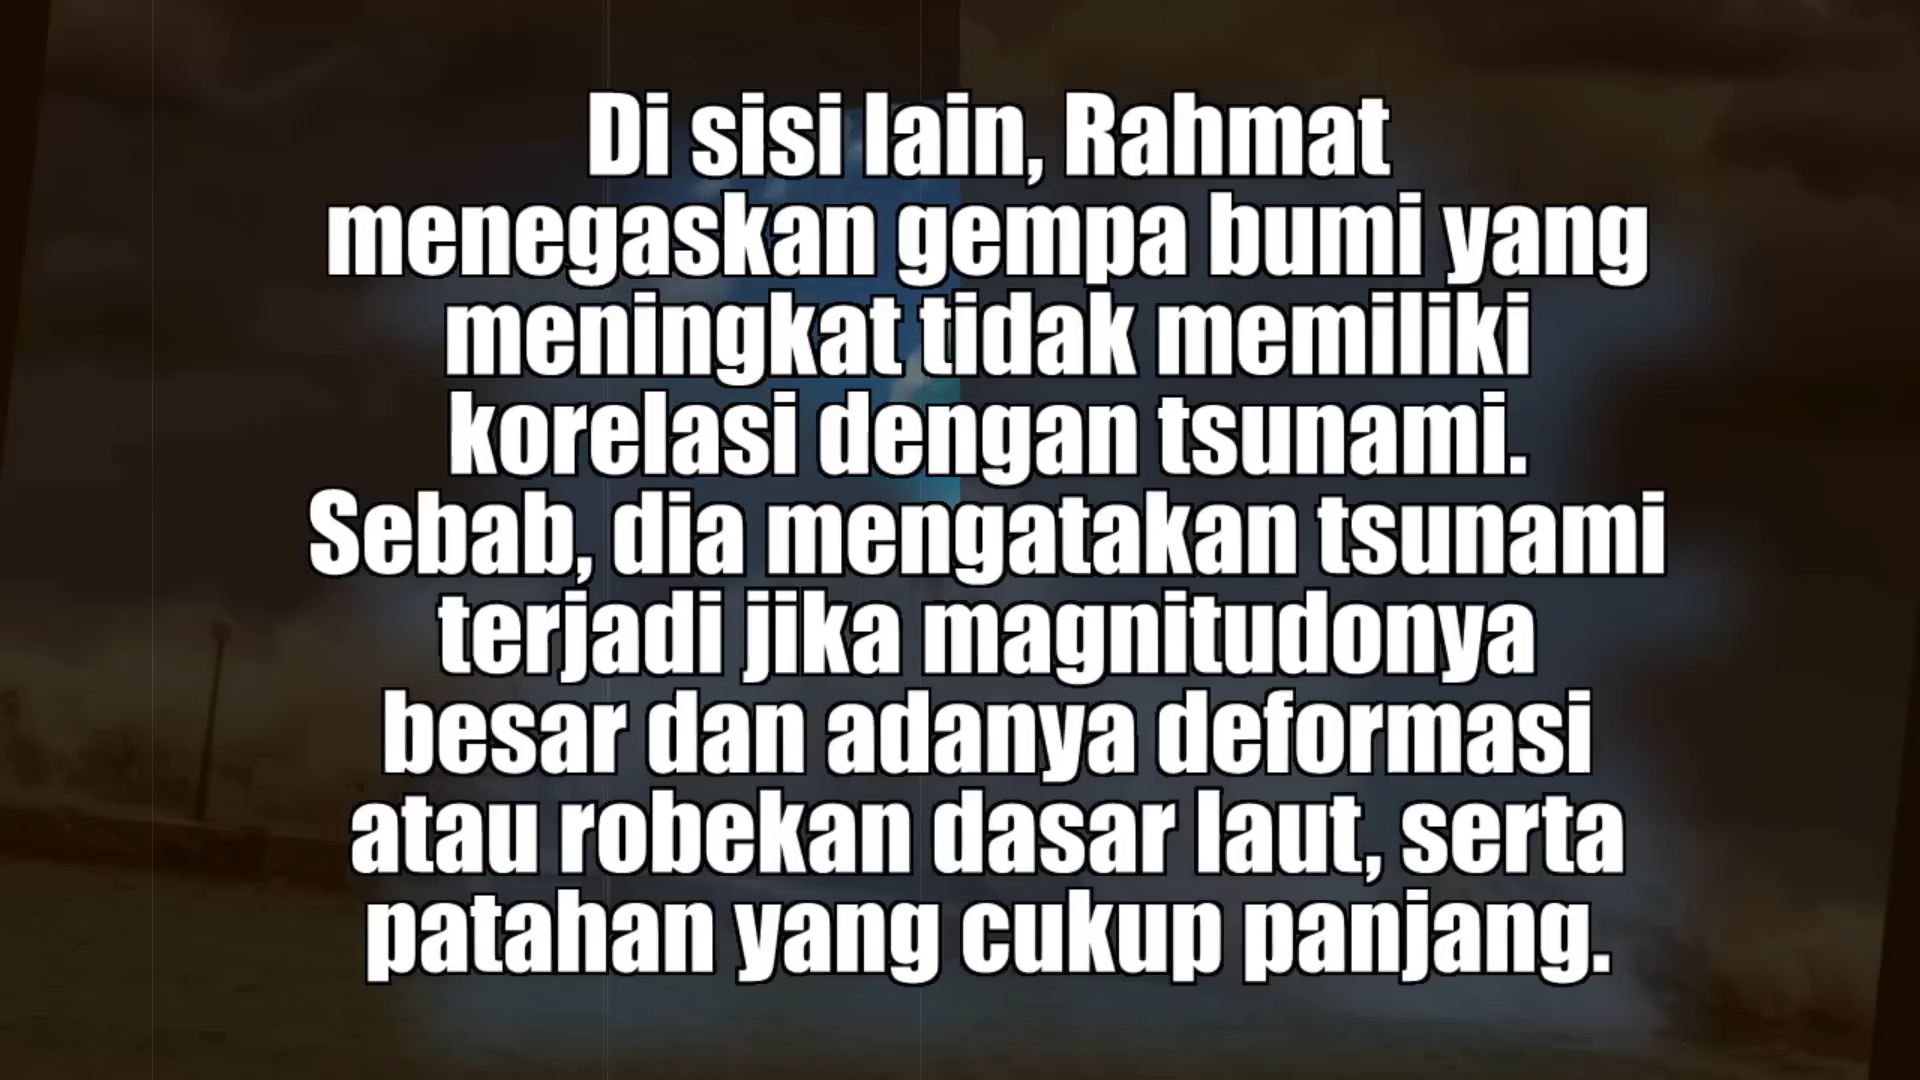 Di sisi lain, Rahmat
menegaskan gempa bumi yang
meningkat tidak memiliki
korelasi dengan tsunami.
Sebab, dia mengatakan tsunami
terjadi jika magnitudonya
besar dan adanya deformasi
atau robekan dasar laut, serta
patahan yang cukup panjang.